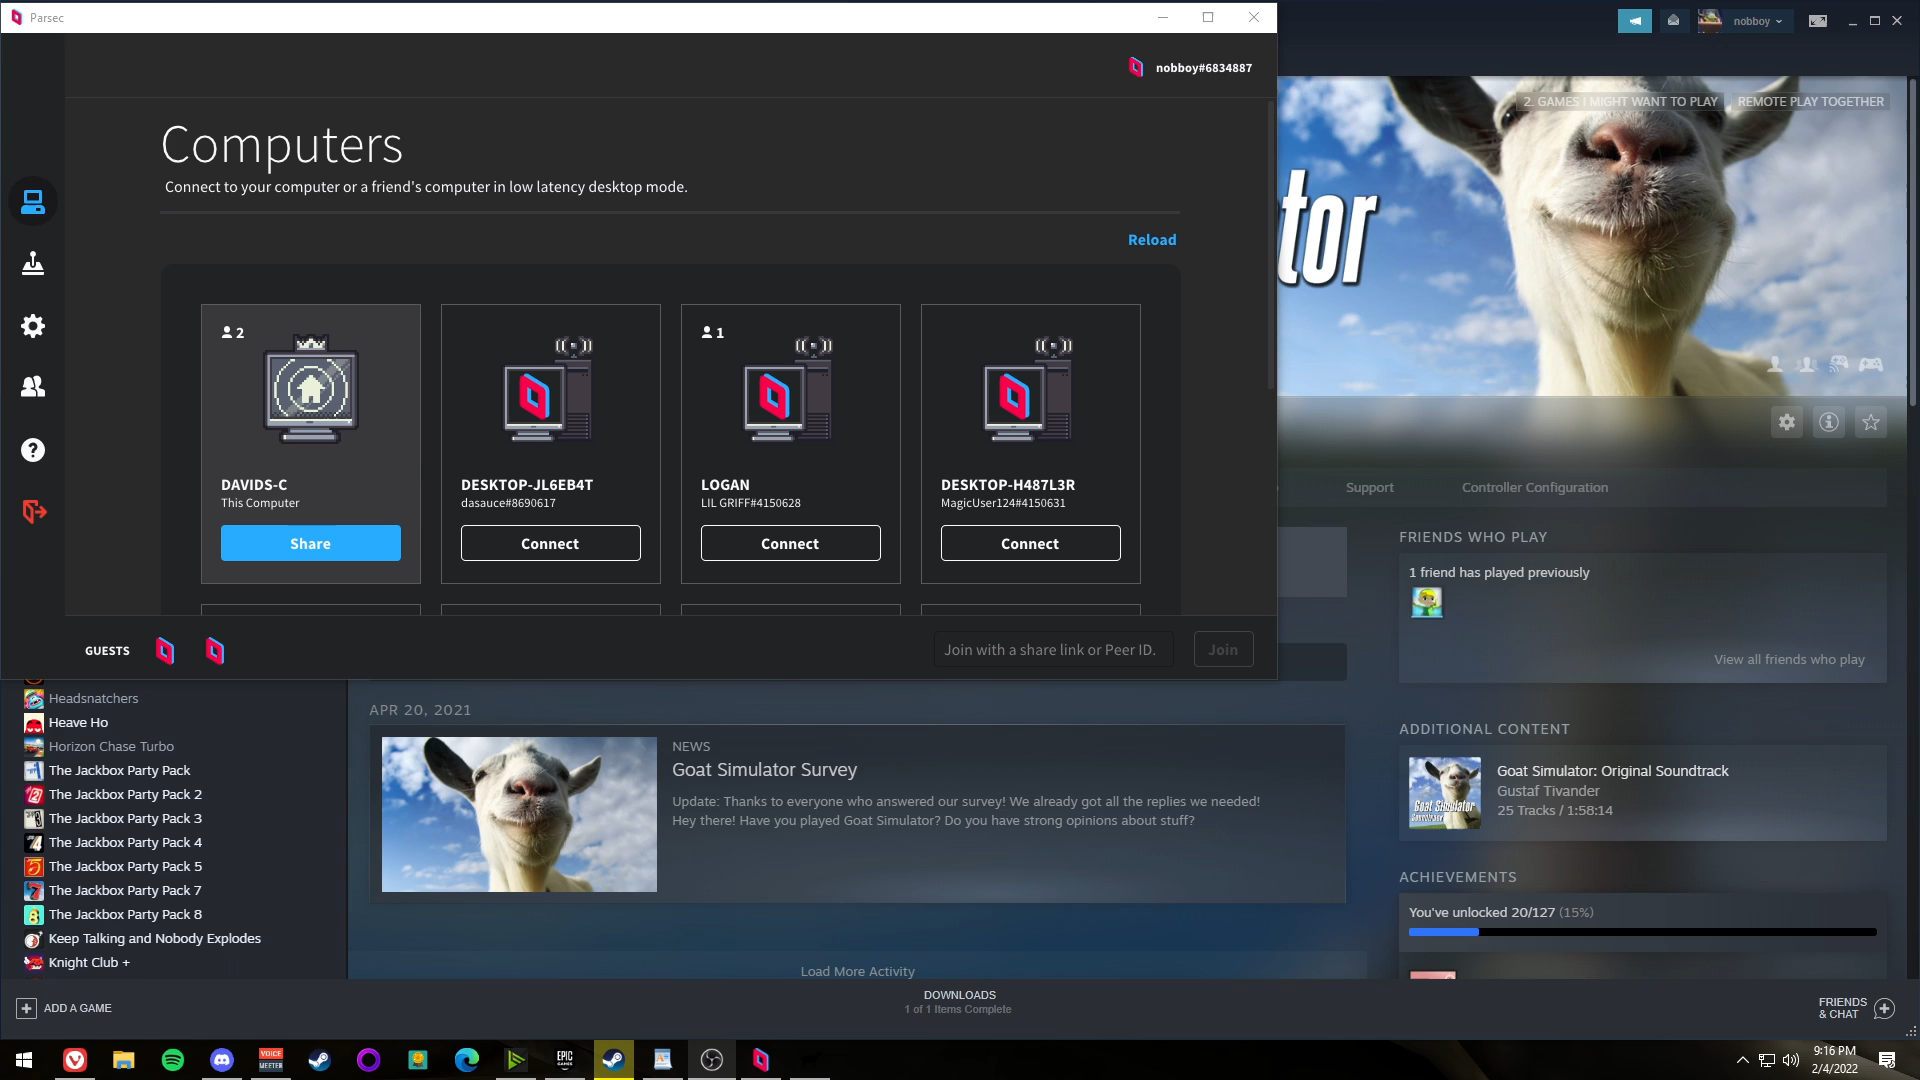 Parsec
nobboy
nobboy#6834887
2. GAMES I MIGHT WANT TO PLAY
REMOTE PLAY TOGETHER
Computers
Connect to your computer or a friend's computer in low latency desktop mode.
tor
Reload
2
1
DAVIDS-C
This Computer
Share
DESKTOP-JL6EB4T
dasauce#8690617
Connect
LOGAN
LIL GRIFF#4150628
Connect
DESKTOP-H487L3R
MagicUser124#4150631
Connect
Support
Controller Configuration
FRIENDS WHO PLAY
1 friend has played previously
View all friends who play
GUESTS
Join with a share link or Peer ID.
Join
Headsnatchers
Heave Ho
Horizon Chase Turbo
The Jackbox Party Pack
The Jackbox Party Pack 2
The Jackbox Party Pack 3
The Jackbox Party Pack 4
The Jackbox Party Pack 5
The Jackbox Party Pack 7
The Jackbox Party Pack 8
Keep Talking and Nobody Explodes
Knight Club +
APR 20, 2021
NEWS
Goat Simulator Survey
Update: Thanks to everyone who answered our survey! We already got all the replies we needed!
Hey there! Have you played Goat Simulator? Do you have strong opinions about stuff?
Load More Activity
ADDITIONAL CONTENT
Goat Simulator
Soundtrack
Goat Simulator: Original Soundtrack
Gustaf Tivander
25 Tracks / 1:58:14
ACHIEVEMENTS
You've unlocked 20/127 (15%)
ADD A GAME
DOWNLOADS
1 of 1 Items Complete
FRIENDS
& CHAT
VOICE
MEETER
EPIC
GAMES
9:16 PM
2/4/2022